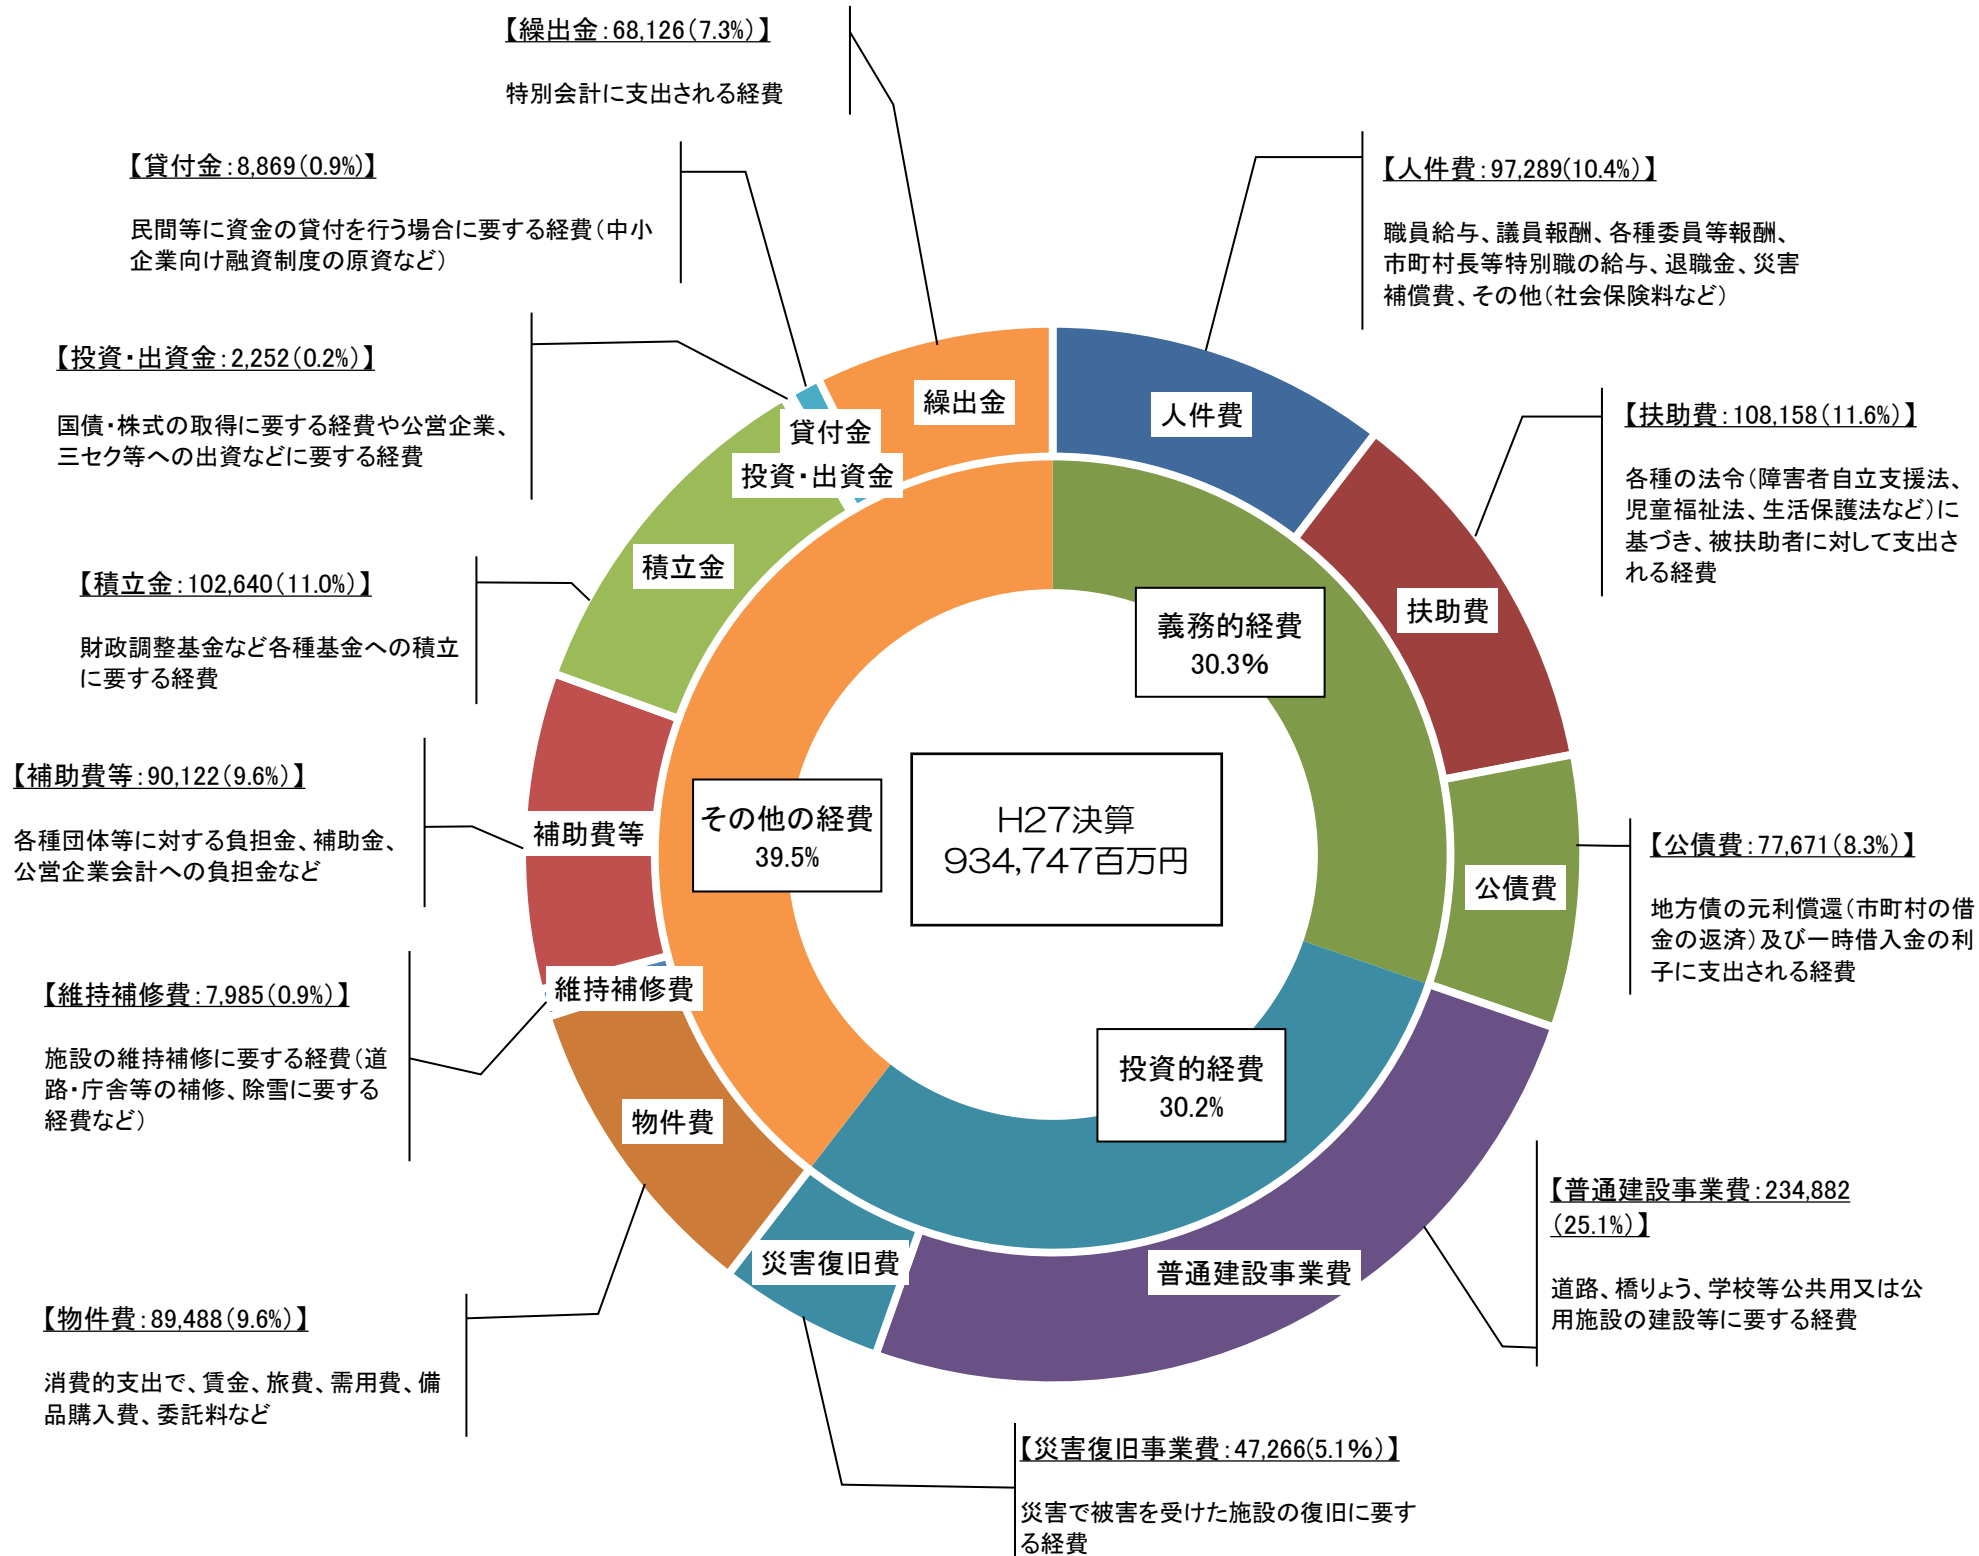 【繰出金:68,126(7.3%)】
特別会計に支出される経費
【貸付金:8,869(0.9%)】
民間等に資金の貸付を行う場合に要する経費(中小
企業向け融資制度の原資など)
【投資・出資金:2,252(0.2%)】
国債・株式の取得に要する経費や公営企業、
三セク等への出資などに要する経費
【積立金:102,640(11.0%)】
財政調整基金など各種基金への積立
に要する経費
【補助費等:90,122(9.6%)】
各種団体等に対する負担金、補助金、
公営企業会計への負担金など
【維持補修費:7,985(0.9%)】
施設の維持補修に要する経費(道
路・庁舎等の補修、除雪に要する
経費など)
【物件費:89,488(9.6%)】
消費的支出で、賃金、旅費、需用費、備
品購入費、委託料など
【人件費:97,289(10.4%)】
職員給与、議員報酬、各種委員等報酬、
市町村長等特別職の給与、退職金、災害
補償費、その他(社会保険料など)
【扶助費:108,158(11.6%)】
各種の法令(障害者自立支援法、
児童福祉法、生活保護法など)に
基づき、被扶助者に対して支出さ
れる経費
【公債費:77,671(8.3%)】
地方債の元利償還(市町村の借
金の返済)及び一時借入金の利
子に支出される経費
【普通建設事業費:234,882
(25.1%)】
道路、橋りょう、学校等公共用又は公
用施設の建設等に要する経費
【災害復旧事業費:47,266(5.1%)】
災害で被害を受けた施設の復旧に要す
る経費
繰出金
人件費
貸付金
投資・出資金
積立金
扶助費
補助費等
公債費
維持補修費
物件費
災害復旧費
普通建設事業費
義務的経費
30.3%
その他の経費
39.5%
投資的経費
30.2%
H27決算
934,747百万円